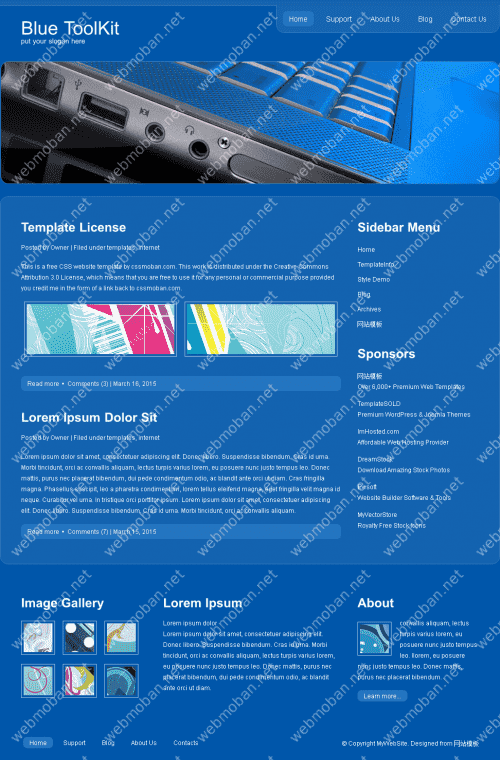 Home Support About Us Blog Contact Us
Blue ToolKit
put your slogan here
Template License
Posted by Owner | Filed under templates, internet
This is a free CSS website template by cssmoban.com. This work is distributed under the Creative Commons
Attribution 3.0 License, which means that you are free to use it for any personal or commercial purpose provided
you credit me in the form of a link back to cssmoban.com.
Read more • Comments (3) | March 16, 2015
Lorem Ipsum Dolor Sit
Posted by Owner | Filed under templates, internet
Lorem ipsum dolor sit amet, consectetuer adipiscing elit. Donec libero. Suspendisse bibendum. Cras id urna.
Morbi tincidunt, orci ac convallis aliquam, lectus turpis varius lorem, eu posuere nunc justo tempus leo. Donec
mattis, purus nec placerat bibendum, dui pede condimentum odio, ac blandit ante orci ut diam. Cras fringilla
magna. Phasellus suscipit, leo a pharetra condimentum, lorem tellus eleifend magna, eget fringilla velit magna id
neque. Curabitur vel urna. In tristique orci porttitor ipsum. Lorem ipsum dolor sit amet, consectetuer adipiscing
elit. Donec libero. Suspendisse bibendum. Cras id urna. Morbi tincidunt, orci ac convallis aliquam.
Read more • Comments (7) | March 15, 2015
Sidebar Menu
Home
TemplateInfo
Style Demo
Blog
Archives
网站模板
Sponsors
网站模板
Over 6,000+ Premium Web Templates
TemplateSOLD
Premium WordPress & Joomla Themes
ImHosted.com
Affordable Web Hosting Provider
DreamStock
Download Amazing Stock Photos
Evrsoft
Website Builder Software & Tools
MyVectorStore
Royalty Free Stock Icons
Image Gallery
Lorem Ipsum
Lorem ipsum dolor
Lorem ipsum dolor sit amet, consectetuer adipiscing elit.
Donec libero. Suspendisse bibendum. Cras id urna. Morbi
tincidunt, orci ac convallis aliquam, lectus turpis varius lorem,
eu posuere nunc justo tempus leo. Donec mattis, purus nec
placerat bibendum, dui pede condimentum odio, ac blandit
ante orci ut diam.
About
convallis aliquam, lectus
turpis varius lorem, eu
posuere nunc justo tempus
leo. llorem, eu posuere
nunc justo tempus leo. Donec mattis,
purus nec placerat bibendum.
Learn more...
Home Support Blog About Us Contacts
© Copyright MyWebSite. Designed from 网站模板
webmoban.net